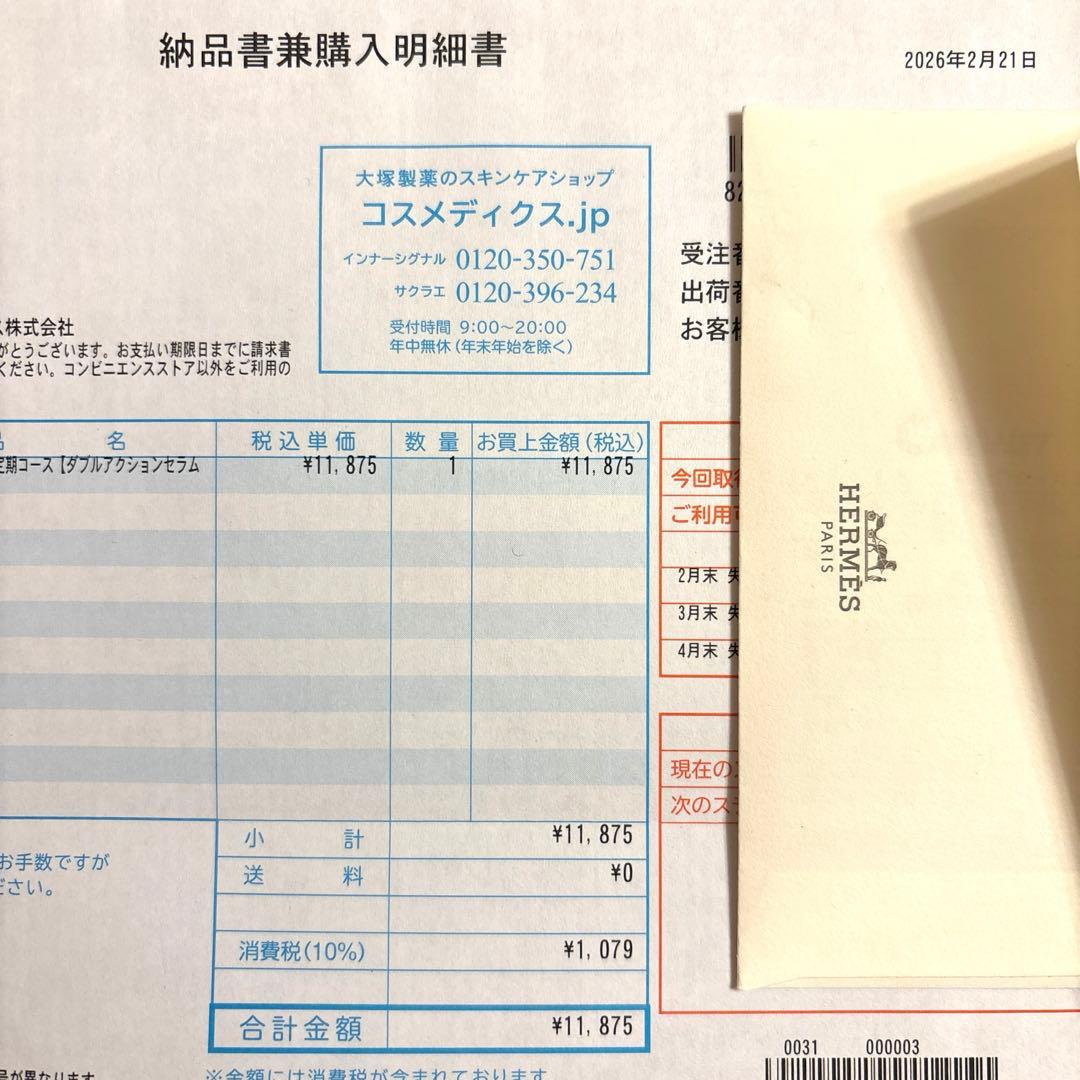 納品書兼購入明細書
2026年2月21日
大塚製薬のスキンケアショップ
コスメディクス.jp
インナーシグナル 0120-350-751
サクラエ 0120-396-234
受付時間 9:00～20:00
年中無休(年末年始を除く)
82
受注
出荷
お客
ス株式会社
がとうございます。お支払い期限日までに請求書
ください。コンビニエンスストア以外をご利用の
名 税込単価 数量 お買上金額(税込)
定期コース【ダブルアクションセラム ¥11,875 1 ¥11,875
今回取
ご利用
2月末 失
3月末 失
4月末 失
HERMÈS
PARIS
現在の
次のス
小計 ¥11,875
送料 ¥0
消費税(10%) ¥1,079
合計金額 ¥11,875
お手数ですが
ださい。
0031 000003
号が異なります
※金額には消費税が含まれております